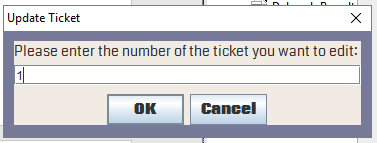 Update Ticket
Please enter the number of the ticket you want to edit:
1
OK Cancel